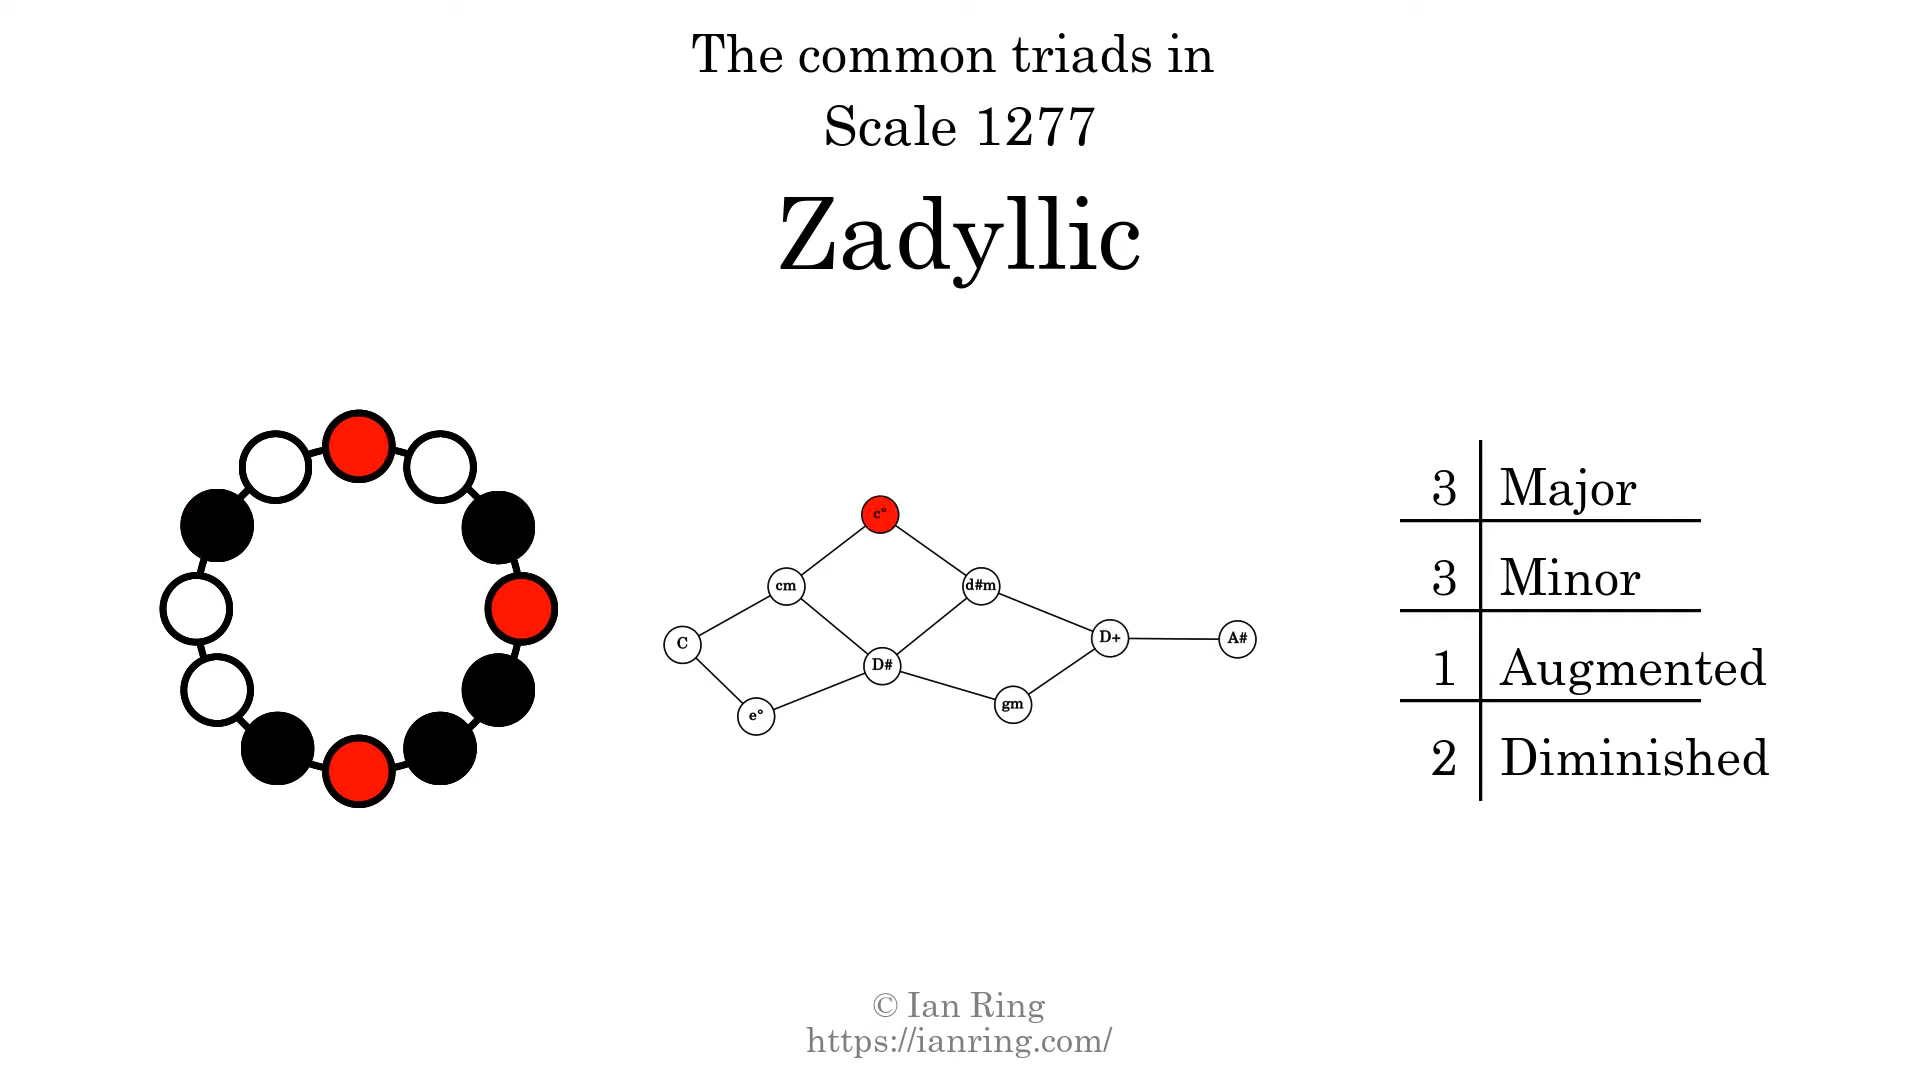 The common triads in
Scale 1277
Zadyllic
c°
cm
d#m
C
D#
D+
A#
e°
gm
3 Major
3 Minor
1 Augmented
2 Diminished
© Ian Ring
https://ianring.com/